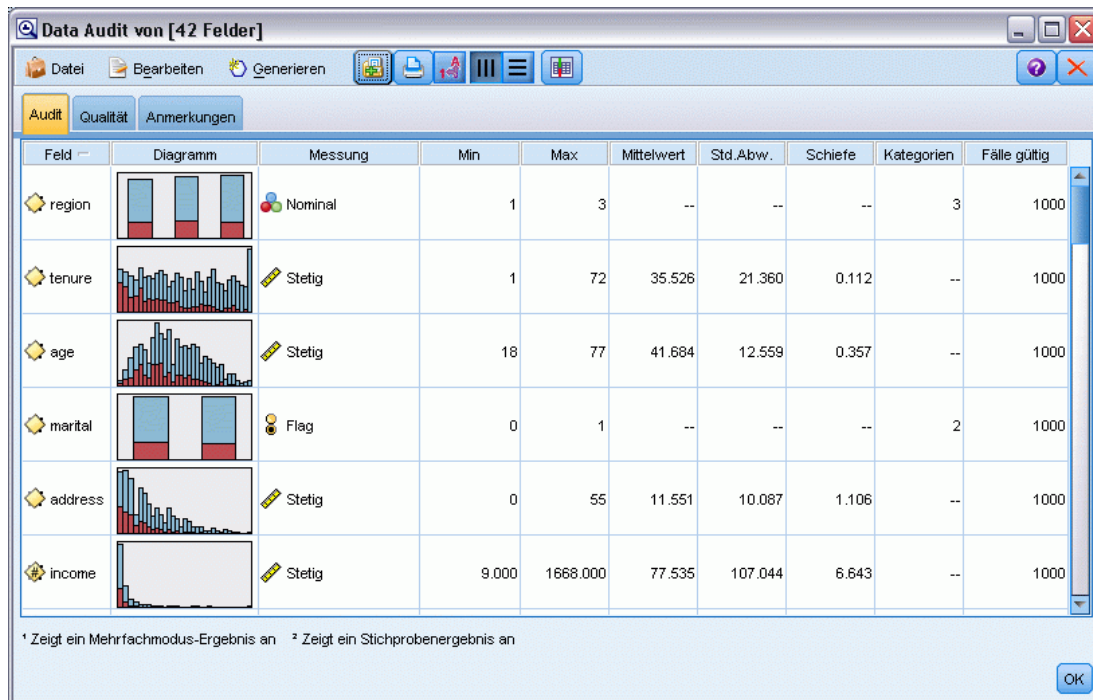 Data Audit von [42 Felder]
Datei Bearbeiten Generieren
Audit Qualität Anmerkungen
Feld Diagramm Messung Min Max Mittelwert Std.Abw. Schiefe Kategorien Fälle gültig
region Nominal 1 3 -- -- -- 3 1000
tenure Stetig 1 72 35.526 21.360 0.112 -- 1000
age Stetig 18 77 41.684 12.559 0.357 -- 1000
marital Flag 0 1 -- -- -- 2 1000
address Stetig 0 55 11.551 10.087 1.106 -- 1000
income Stetig 9.000 1668.000 77.535 107.044 6.643 -- 1000
¹ Zeigt ein Mehrfachmodus-Ergebnis an ² Zeigt ein Stichprobenergebnis an
OK